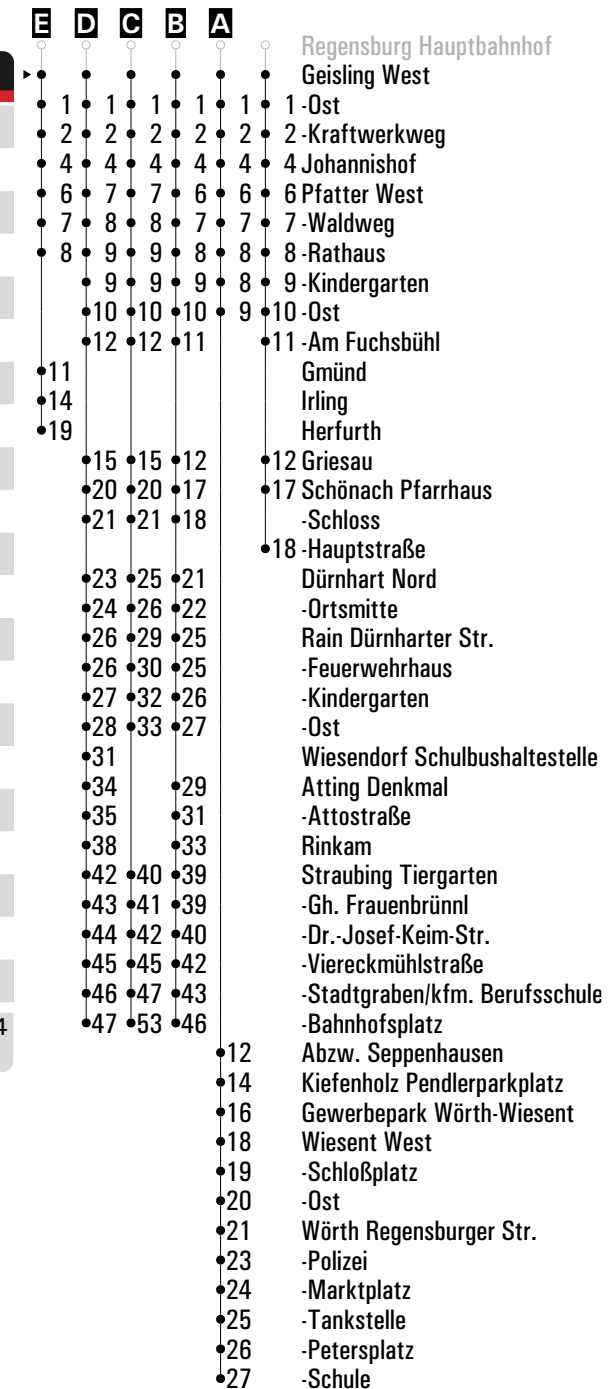 E D C B A
Regensburg Hauptbahnhof
Geisling West
1 1 1 1 1 1 -Ost
2 2 2 2 2 2 -Kraftwerkweg
4 4 4 4 4 4 Johannishof
6 7 7 6 6 6 Pfatter West
7 8 8 7 7 7 -Waldweg
8 9 9 8 8 8 -Rathaus
9 9 9 8 9 -Kindergarten
10 10 10 9 10 -Ost
12 12 11 11 -Am Fuchsbühl
11 Gmünd
14 Irling
19 Herfurth
15 15 12 12 Griesau
20 20 17 17 Schönach Pfarrhaus
21 21 18 -Schloss
18 -Hauptstraße
23 25 21 Dürnhart Nord
24 26 22 -Ortsmitte
26 29 25 Rain Dürnharter Str.
26 30 25 -Feuerwehrhaus
27 32 26 -Kindergarten
28 33 27 -Ost
31 Wiesendorf Schulbushaltestelle
34 29 Atting Denkmal
35 31 -Attostraße
38 33 Rinkam
42 40 39 Straubing Tiergarten
43 41 39 -Gh. Frauenbrünnl
44 42 40 -Dr.-Josef-Keim-Str.
45 45 42 -Viereckmühlstraße
46 47 43 -Stadtgraben/kfm. Berufsschule
4 47 53 46 -Bahnhofsplatz
12 Abzw. Seppenhausen
14 Kiefenholz Pendlerparkplatz
16 Gewerbepark Wörth-Wiesent
18 Wiesent West
19 -Schloßplatz
20 -Ost
21 Wörth Regensburger Str.
23 -Polizei
24 -Marktplatz
25 -Tankstelle
26 -Petersplatz
27 -Schule